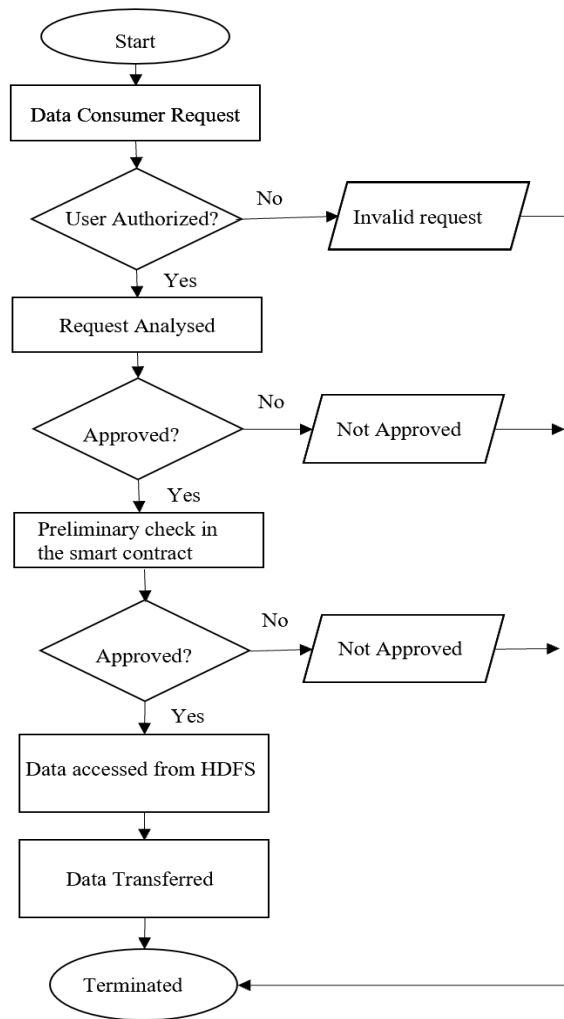 Start
Data Consumer Request
User Authorized?
No
Invalid request
Yes
Request Analysed
Approved?
No
Not Approved
Yes
Preliminary check in
the smart contract
Approved?
No
Not Approved
Yes
Data accessed from HDFS
Data Transferred
Terminated